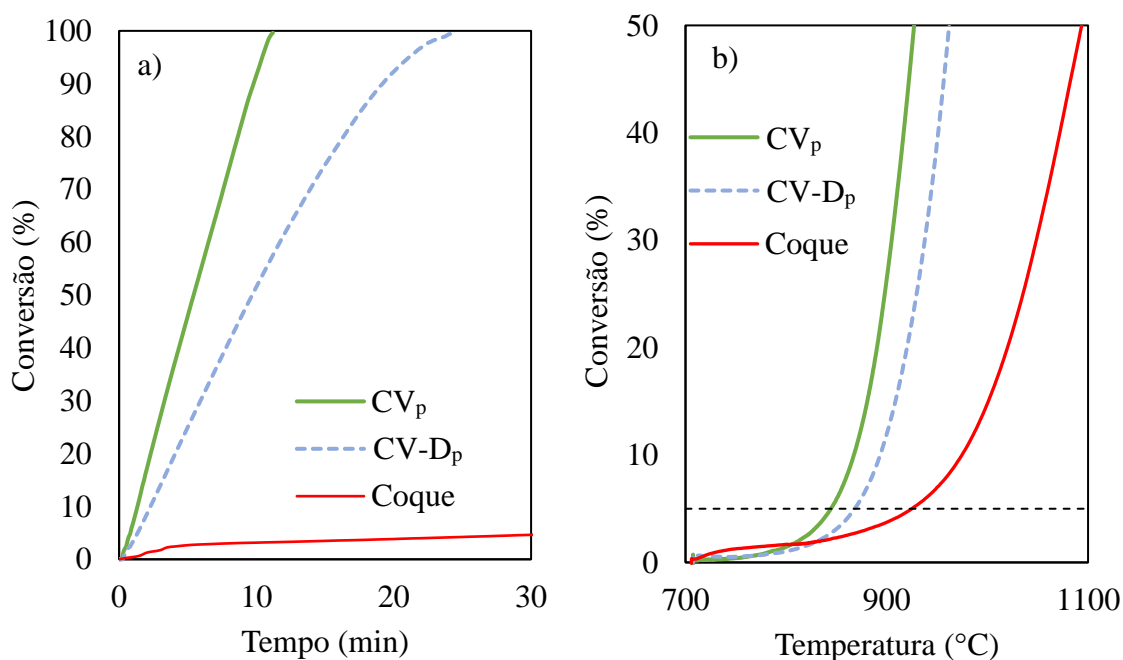 a)
Conversão (%)
100
90
80
70
60
50
40
30
20
10
0
CVₚ
CV-Dₚ
Coque
0 10 20 30
Tempo (min)
b)
Conversão (%)
50
40
30
20
10
0
CVₚ
CV-Dₚ
Coque
700 900 1100
Temperatura (°C)